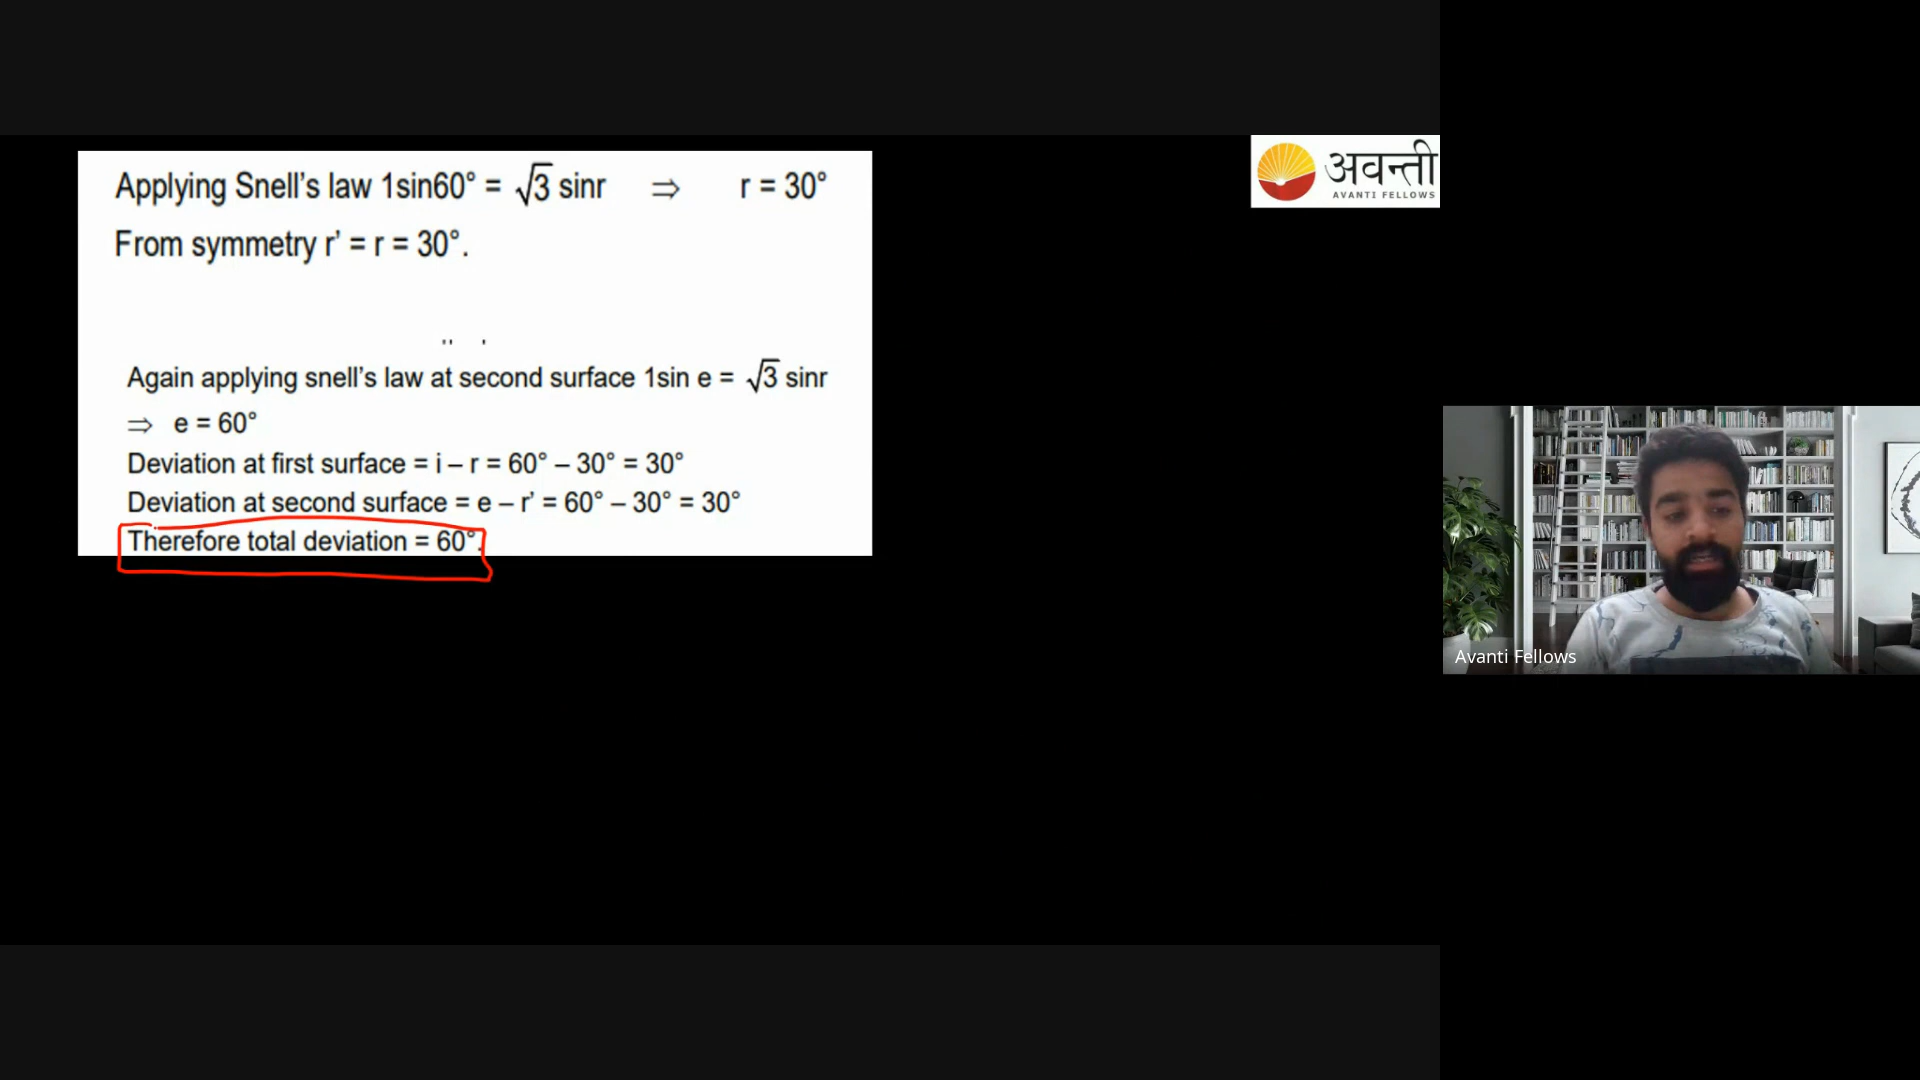 Applying Snell’s law 1sin60° = √3 sinr ⇒ r = 30°
From symmetry r’ = r = 30°.
Again applying snell’s law at second surface 1sin e = √3 sinr
⇒ e = 60°
Deviation at first surface = i – r = 60° – 30° = 30°
Deviation at second surface = e – r’ = 60° – 30° = 30°
Therefore total deviation = 60°.
अवन्ती
AVANTI FELLOWS
Avanti Fellows